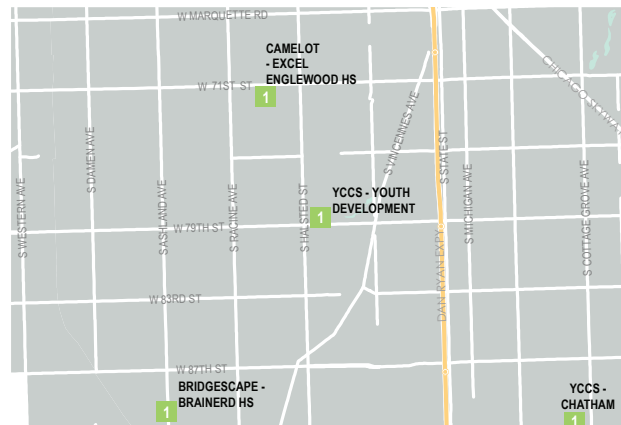 W MARQUETTE RD
CAMELOT
- EXCEL
ENGLEWOOD HS
W 71ST ST
1
CHICAGO SKYWAY
S WESTERN AVE
S DAMEN AVE
S ASHLAND AVE
S RACINE AVE
S HALSTED ST
S VINCENNES AVE
S STATE ST
S MICHIGAN AVE
S COTTAGE GROVE AVE
YCCS - YOUTH
DEVELOPMENT
1
W 79TH ST
DAN RYAN EXPY
W 83RD ST
W 87TH ST
BRIDGESCAPE -
BRAINERD HS
1
YCCS -
CHATHAM
1